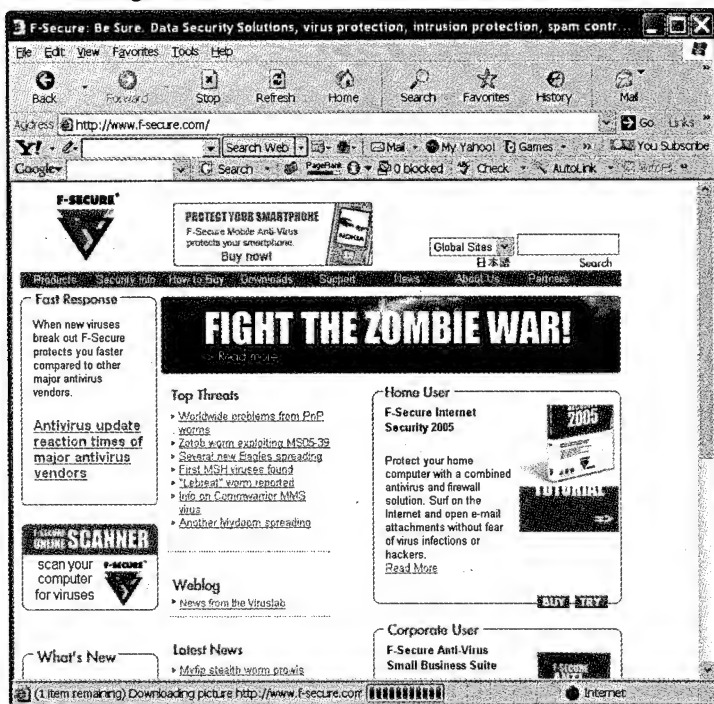 F-Secure: Be Sure. Data Security Solutions, virus protection, intrusion protection, spam contr...
File Edit View Favorites Tools Help
Back Forward Stop Refresh Home Search Favorites History Mail
Address http://www.f-secure.com/ Go Links »
Y! Search Web Mail My Yahoo! Games » You Subscribe
Google Search PageRank 0 blocked Check AutoLink »
F-SECURE
PROTECT YOUR SMARTPHONE
F-Secure Mobile Anti-Virus
protects your smartphone.
Buy now!
NOKIA
Global Sites
日本語 Search
Products Security Info How to Buy Downloads Support News About Us Partners
Fast Response
When new viruses
break out F-Secure
protects you faster
compared to other
major antivirus
vendors.
Antivirus update
reaction times of
major antivirus
vendors
F-SECURE ONLINE SCANNER
scan your
computer
for viruses
F-SECURE
What's New
FIGHT THE ZOMBIE WAR!
Read more
Top Threats
Worldwide problems from PnP
worms
Zotob worm exploiting MS05-39
Several new Bagles spreading
First MSH viruses found
"Lebreat" worm reported
Info on Commwarrior MMS
virus
Another Mydoom spreading
Weblog
News from the Viruslab
Latest News
Myfip stealth worm prowls
Home User
F-Secure Internet
Security 2005
2005
Protect your home
computer with a combined
antivirus and firewall
solution. Surf on the
Internet and open e-mail
attachments without fear
of virus infections or
hackers.
Read More
TUTORIAL
BUY TRY
Corporate User
F-Secure Anti-Virus
Small Business Suite
(1 item remaining) Downloading picture http://www.f-secure.com Internet